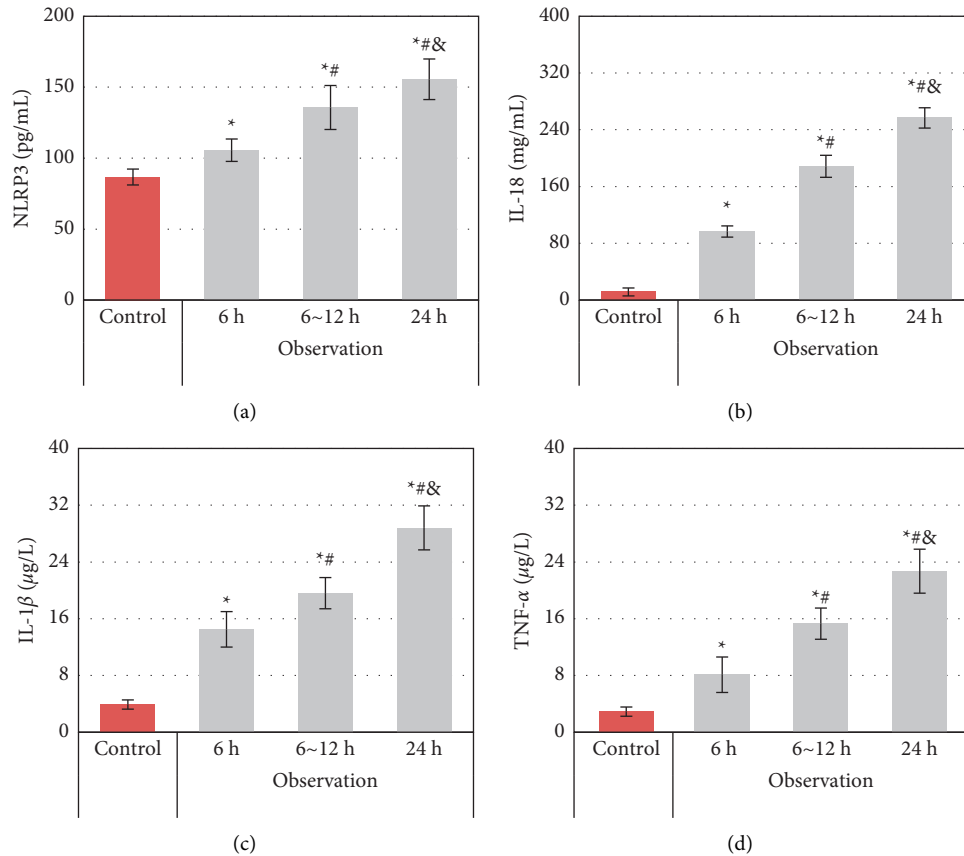 200
150
100
50
0
NLRP3 (pg/mL)
*
*#
*#&
Control
6 h
6~12 h
24 h
Observation
(a)
400
320
240
160
80
0
IL-18 (mg/mL)
*
*#
*#&
Control
6 h
6~12 h
24 h
Observation
(b)
40
32
24
16
8
0
IL-1β (μg/L)
*
*#
*#&
Control
6 h
6~12 h
24 h
Observation
(c)
40
32
24
16
8
0
TNF-α (μg/L)
*
*#
*#&
Control
6 h
6~12 h
24 h
Observation
(d)